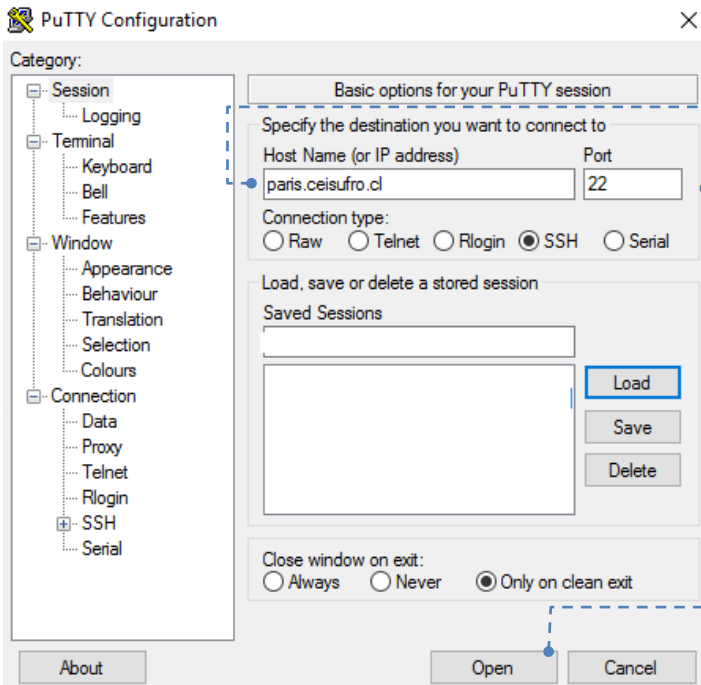 PuTTY Configuration
Category:
Session
Logging
Terminal
Keyboard
Bell
Features
Window
Appearance
Behaviour
Translation
Selection
Colours
Connection
Data
Proxy
Telnet
Rlogin
SSH
Serial
Basic options for your PuTTY session
Specify the destination you want to connect to
Host Name (or IP address) Port
paris.ceisufro.cl 22
Connection type:
Raw Telnet Rlogin SSH Serial
Load, save or delete a stored session
Saved Sessions
Load
Save
Delete
Close window on exit:
Always Never Only on clean exit
About Open Cancel